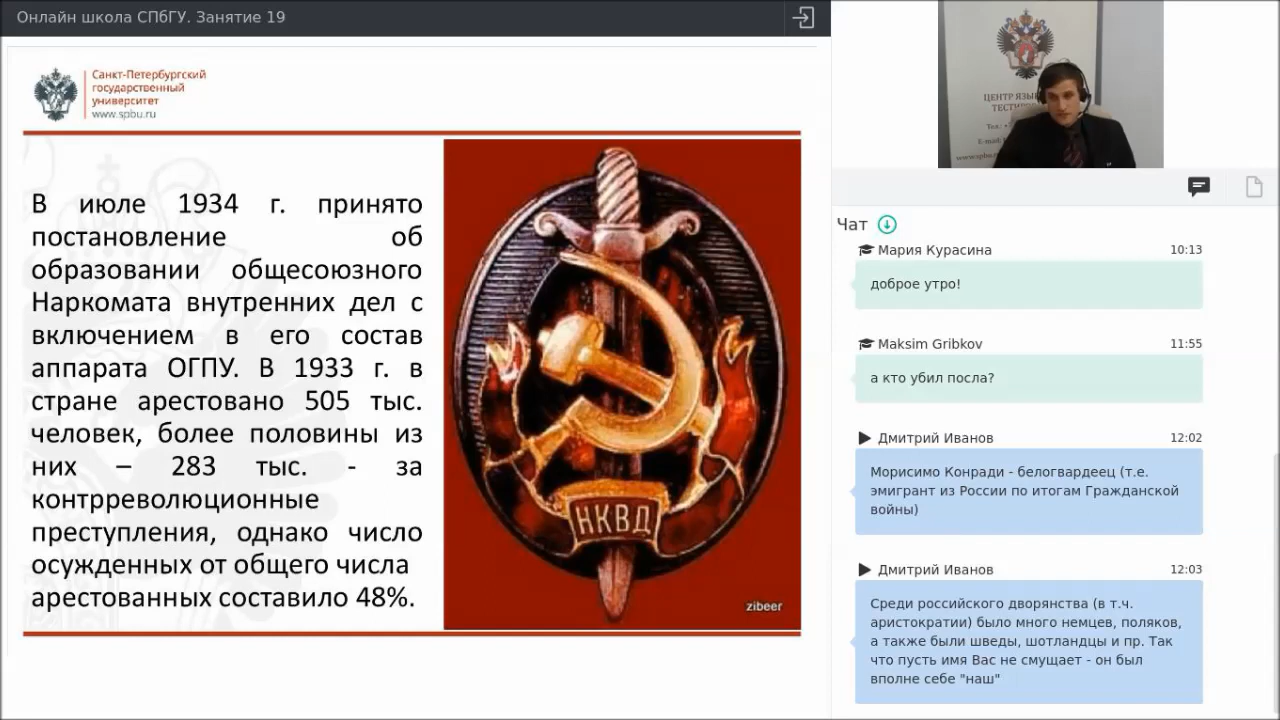 Онлайн школа СПбГУ. Занятие 19
Санкт-Петербургский
государственный
университет
www.spbu.ru
В июле 1934 г. принято
постановление об
образовании общесоюзного
Наркомата внутренних дел с
включением в его состав
аппарата ОГПУ. В 1933 г. в
стране арестовано 505 тыс.
человек, более половины из
них – 283 тыс. - за
контрреволюционные
преступления, однако число
осужденных от общего числа
арестованных составило 48%.
НКВД
zibeer
ЦЕНТР
Чат
Мария Курасина 10:13
доброе утро!
Maksim Gribkov 11:55
а кто убил посла?
Дмитрий Иванов 12:02
Морисимо Конради - белогвардеец (т.е.
эмигрант из России по итогам Гражданской
войны)
Дмитрий Иванов 12:03
Среди российского дворянства (в т.ч.
аристократии) было много немцев, поляков,
а также были шведы, шотландцы и пр. Так
что пусть имя Вас не смущает - он был
вполне себе "наш"